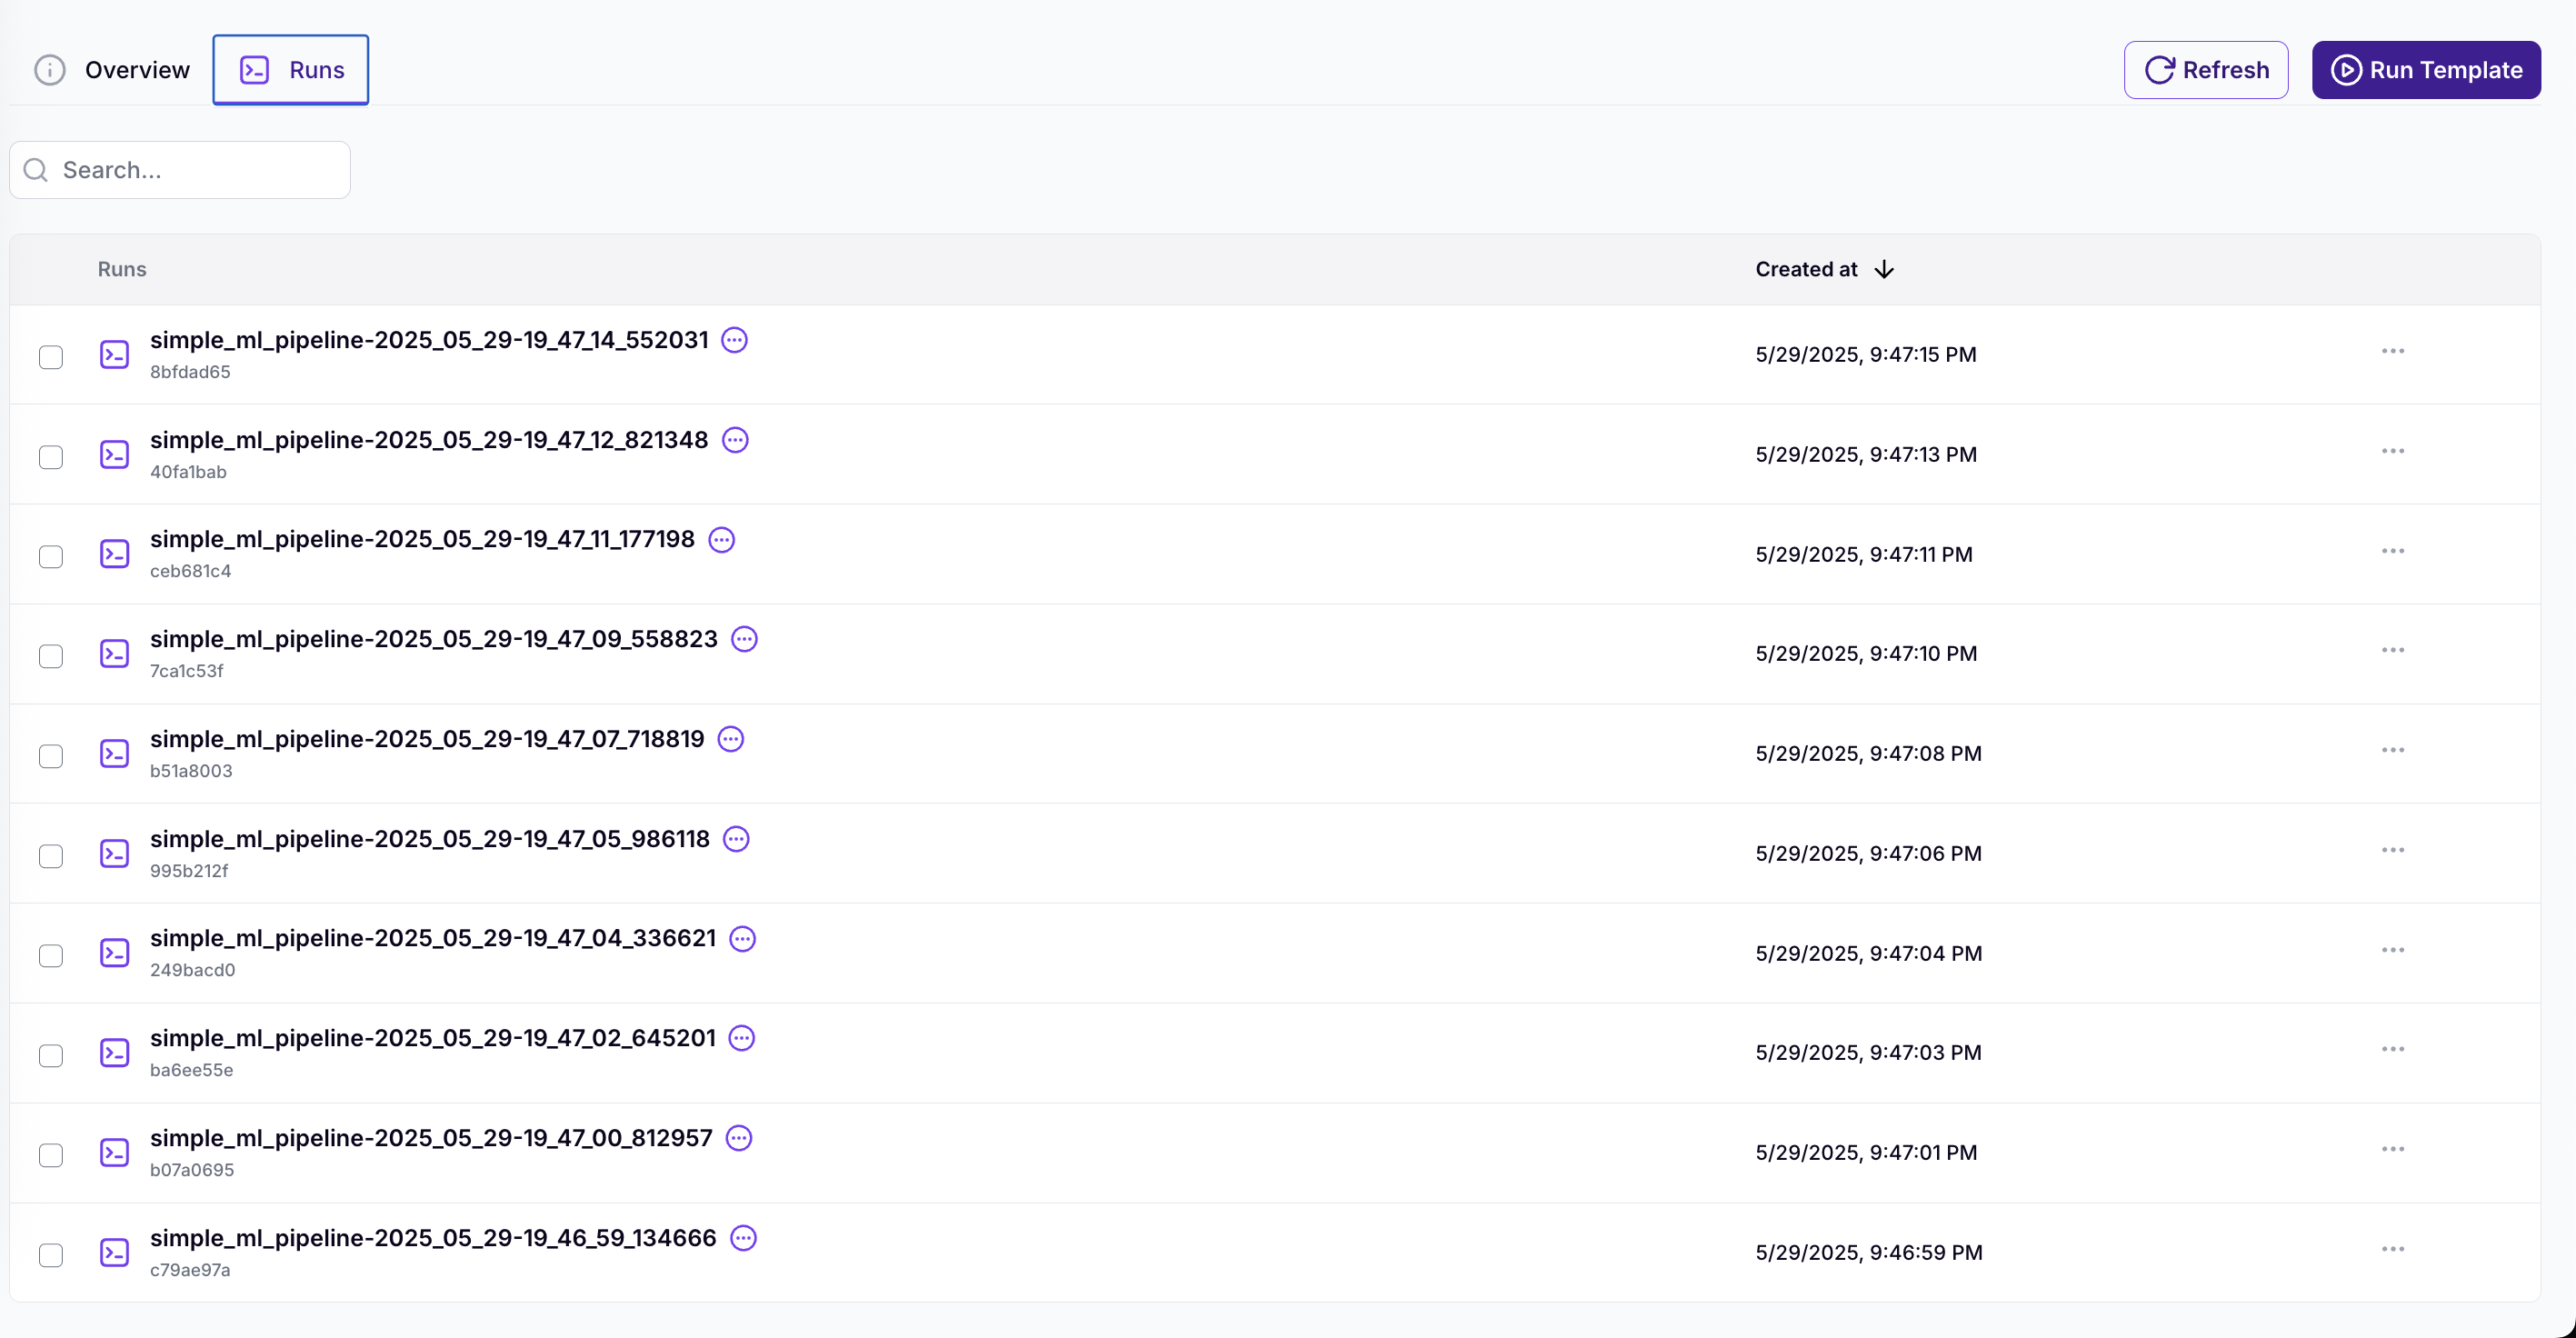 Overview
Runs
Refresh
Run Template
Search...
Runs
Created at
simple_ml_pipeline-2025_05_29-19_47_14_552031
8bfdad65
5/29/2025, 9:47:15 PM
simple_ml_pipeline-2025_05_29-19_47_12_821348
40fa1bab
5/29/2025, 9:47:13 PM
simple_ml_pipeline-2025_05_29-19_47_11_177198
ceb681c4
5/29/2025, 9:47:11 PM
simple_ml_pipeline-2025_05_29-19_47_09_558823
7ca1c53f
5/29/2025, 9:47:10 PM
simple_ml_pipeline-2025_05_29-19_47_07_718819
b51a8003
5/29/2025, 9:47:08 PM
simple_ml_pipeline-2025_05_29-19_47_05_986118
995b212f
5/29/2025, 9:47:06 PM
simple_ml_pipeline-2025_05_29-19_47_04_336621
249bacd0
5/29/2025, 9:47:04 PM
simple_ml_pipeline-2025_05_29-19_47_02_645201
ba6ee55e
5/29/2025, 9:47:03 PM
simple_ml_pipeline-2025_05_29-19_47_00_812957
b07a0695
5/29/2025, 9:47:01 PM
simple_ml_pipeline-2025_05_29-19_46_59_134666
c79ae97a
5/29/2025, 9:46:59 PM